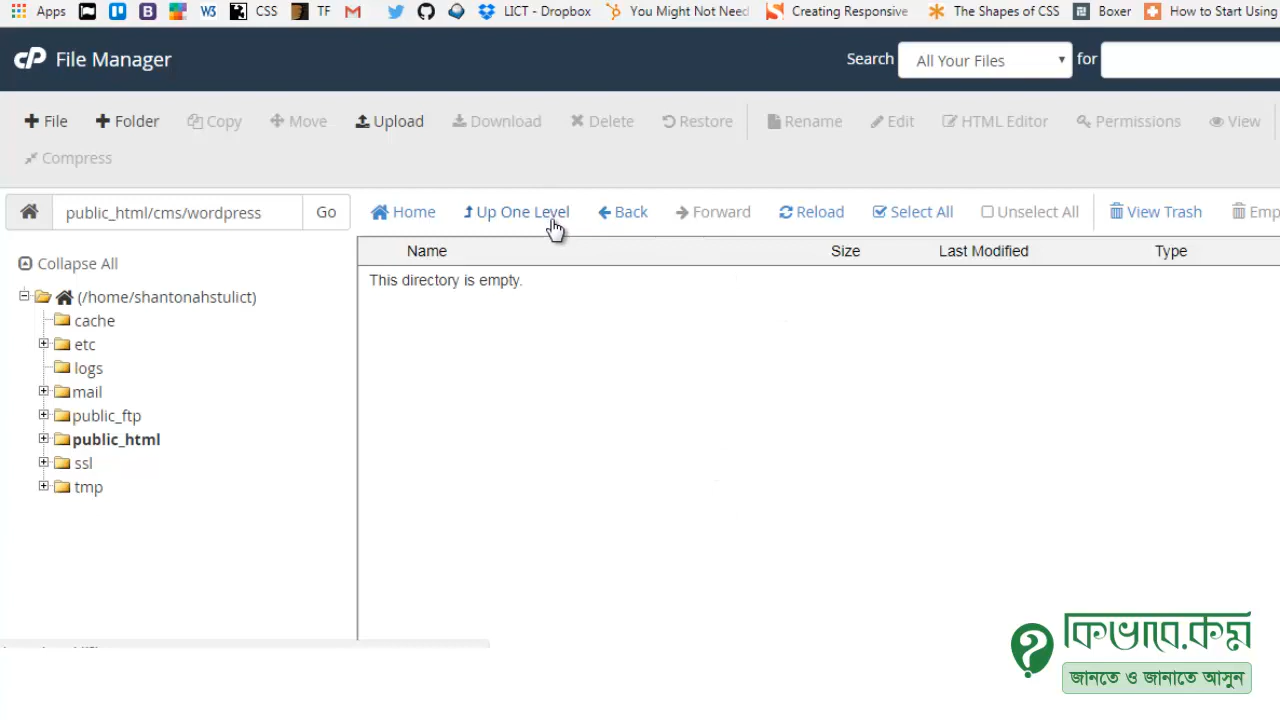 Apps CSS TF LICT - Dropbox You Might Not Need Creating Responsive The Shapes of CSS Boxer How to Start Using
cP File Manager Search All Your Files for
File Folder Copy Move Upload Download Delete Restore Rename Edit HTML Editor Permissions View
Compress
public_html/cms/wordpress Go Home Up One Level Back Forward Reload Select All Unselect All View Trash Emp
Name Size Last Modified Type
This directory is empty.
Collapse All
(/home/shantonahstulict)
cache
etc
logs
mail
public_ftp
public_html
ssl
tmp
কিভাবে.কম
জানতে ও জানাতে আসুন